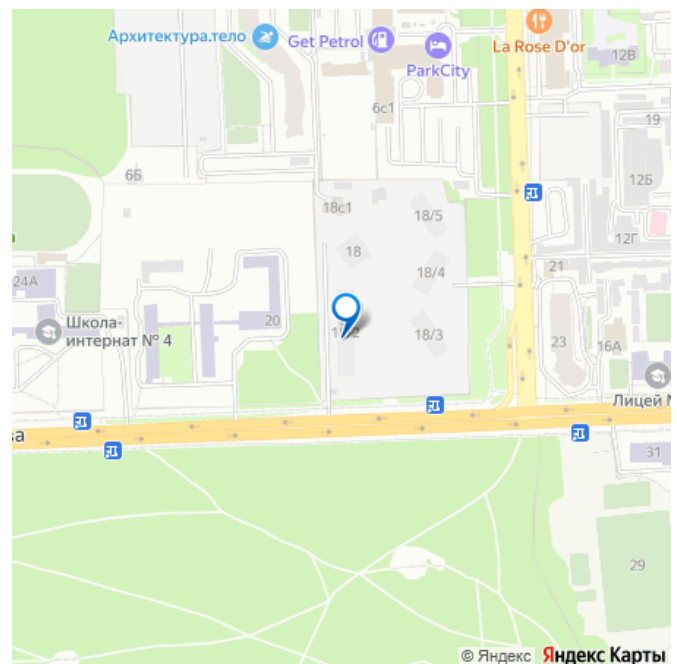 Архитектура.тело
Get Petrol
La Rose D'or
ParkCity
12В
6с1
19
6Б
12Б
18с1
18/5
18
12Г
24А
18/4
21
Школа-
интернат № 4
20
18/3
23
16А
Лицей
ва
31
29
© Яндекс Яндекс Карты